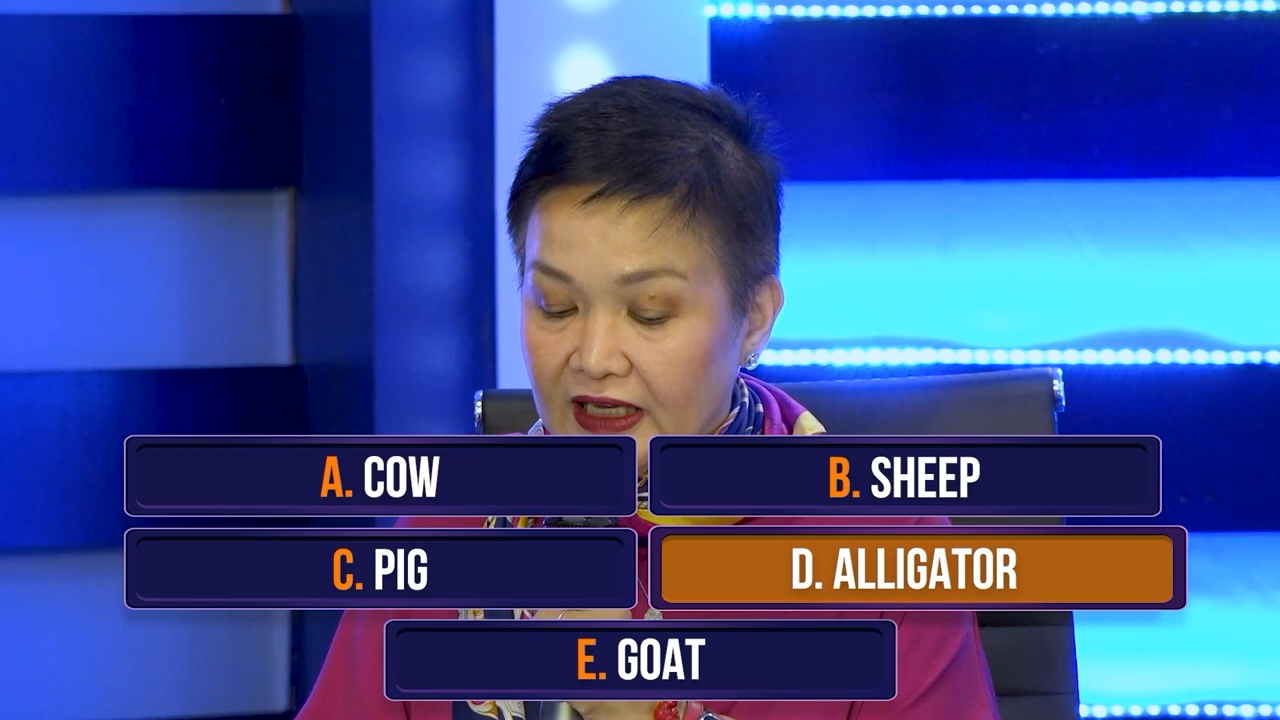 A. COW
B. SHEEP
C. PIG
D. ALLIGATOR
E. GOAT